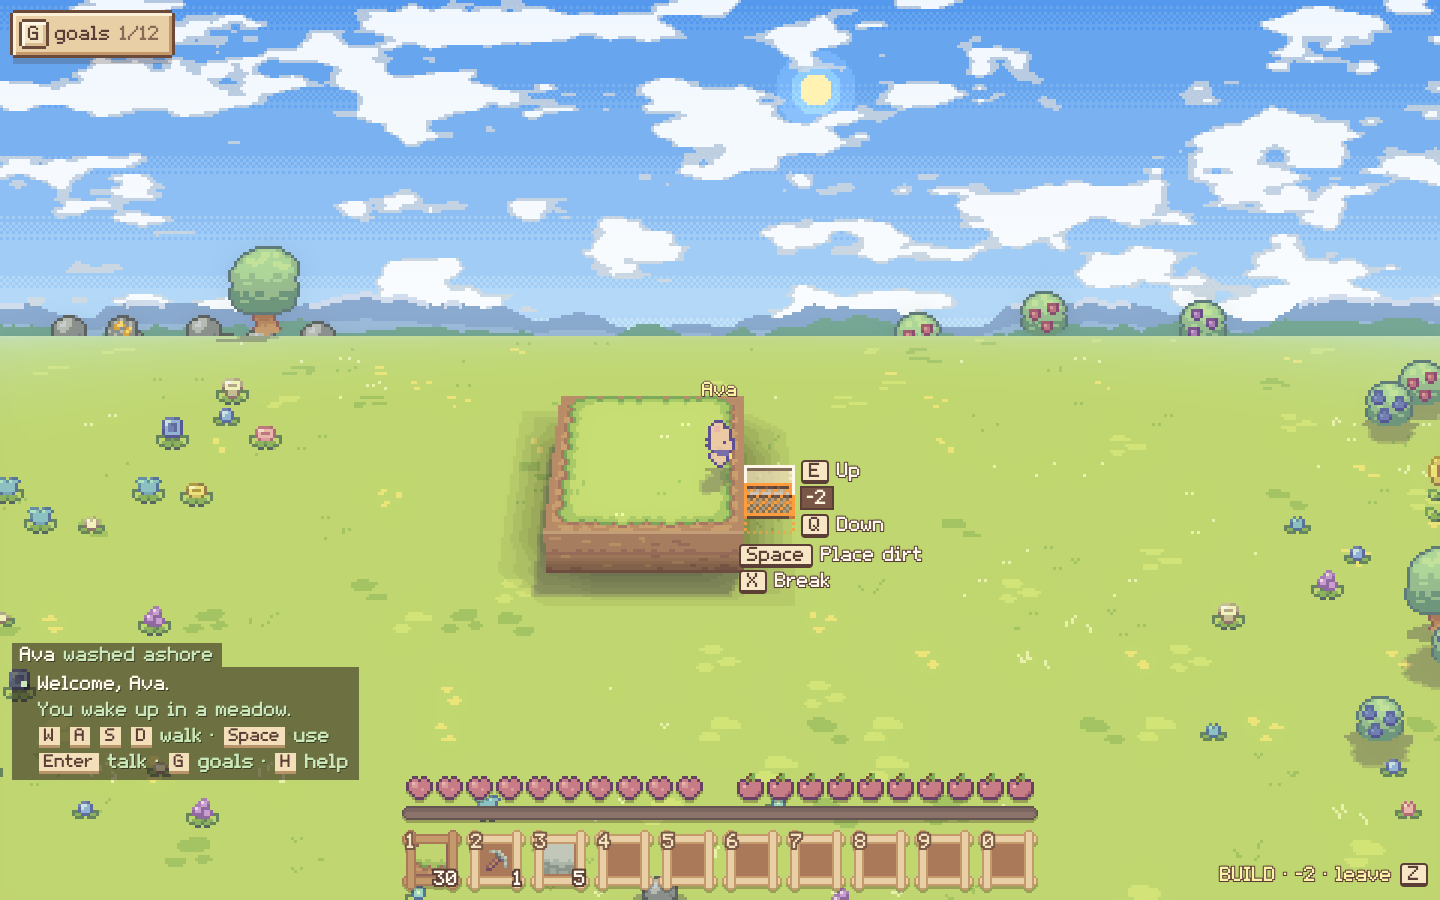 G goals 1/12
Ava
E Up
-2
Q Down
Space Place dirt
X Break
Ava washed ashore
Welcome, Ava.
You wake up in a meadow.
W A S D walk · Space use
Enter talk · G goals · H help
1 2 3 4 5 6 7 8 9 0
30 1 5
BUILD · -2 · leave Z